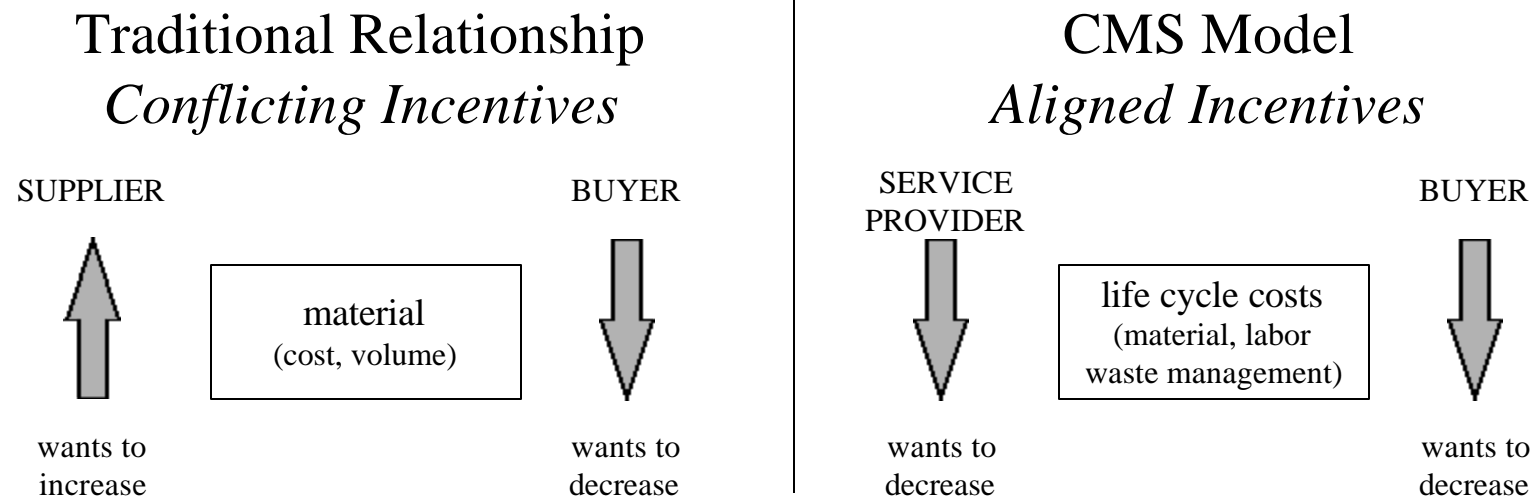 Traditional Relationship
Conflicting Incentives
SUPPLIER
BUYER
material
(cost, volume)
wants to
increase
wants to
decrease
CMS Model
Aligned Incentives
SERVICE
PROVIDER
BUYER
life cycle costs
(material, labor
waste management)
wants to
decrease
wants to
decrease